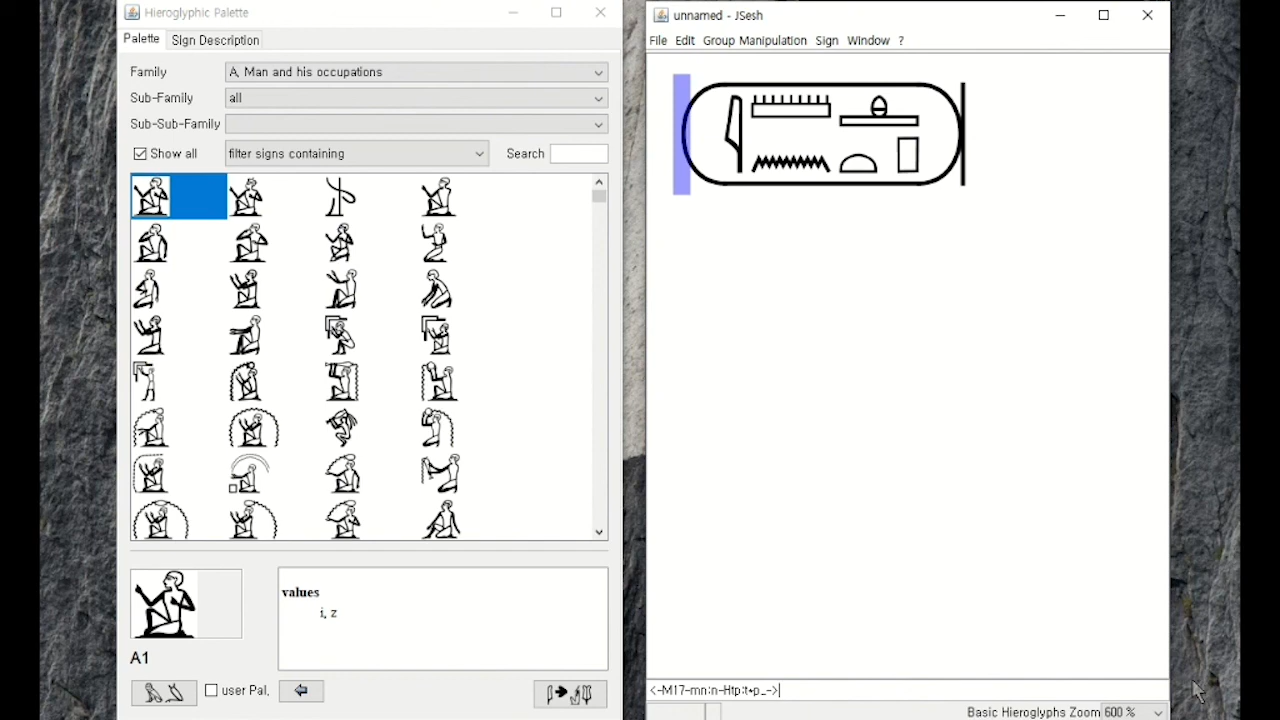 Hieroglyphic Palette
Palette Sign Description
Family A, Man and his occupations
Sub-Family all
Sub-Sub-Family
Show all filter signs containing Search
values
i, z
A1
user Pal.
unnamed - JSesh
File Edit Group Manipulation Sign Window ?
𓍹𓇋𓏠𓈖𓊵𓏏𓊪𓍺
<-M17-mn:n-Htp:t*p_->
Basic Hieroglyphs Zoom 600 %